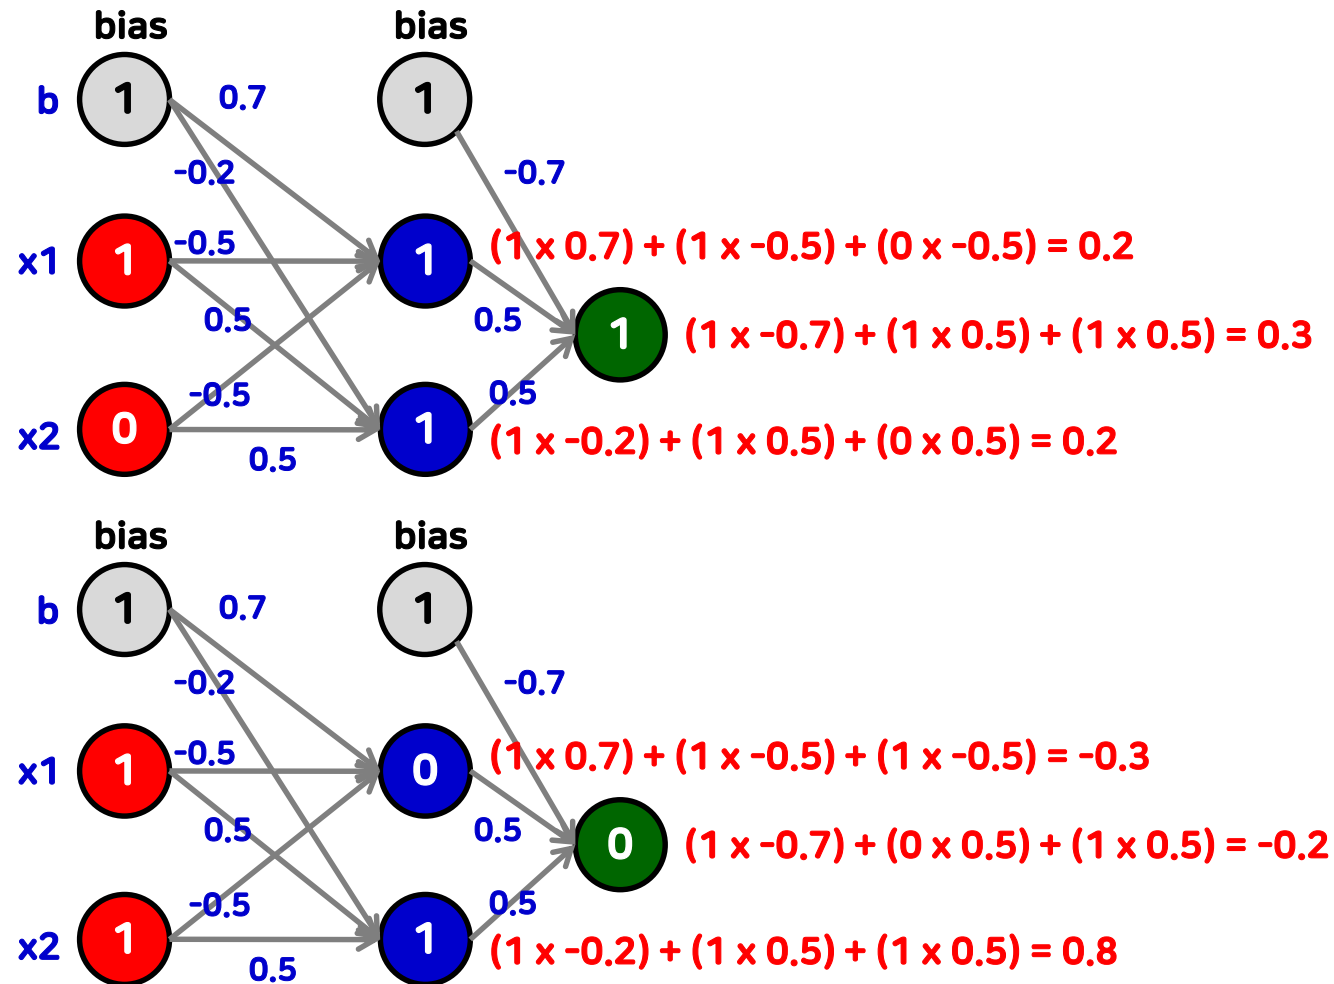 bias bias
b 1 0.7 1
-0.2 -0.7
x1 1 -0.5 1 (1 x 0.7) + (1 x -0.5) + (0 x -0.5) = 0.2
0.5 0.5 1 (1 x -0.7) + (1 x 0.5) + (1 x 0.5) = 0.3
-0.5 0.5
x2 0 1 (1 x -0.2) + (1 x 0.5) + (0 x 0.5) = 0.2
0.5
bias bias
b 1 0.7 1
-0.2 -0.7
x1 1 -0.5 0 (1 x 0.7) + (1 x -0.5) + (1 x -0.5) = -0.3
0.5 0.5 0 (1 x -0.7) + (0 x 0.5) + (1 x 0.5) = -0.2
-0.5 0.5
x2 1 1 (1 x -0.2) + (1 x 0.5) + (1 x 0.5) = 0.8
0.5